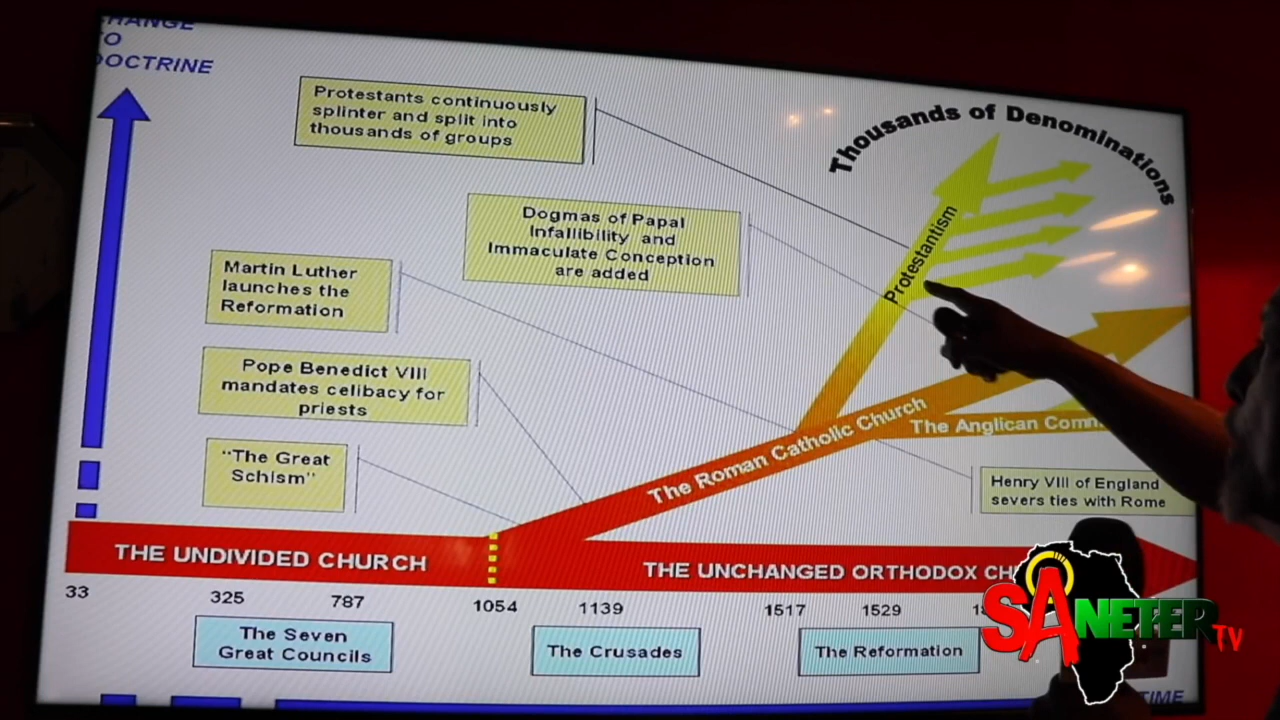 TO
DOCTRINE
Protestants continuously
splinter and split into
thousands of groups
Thousands of Denominations
Dogmas of Papal
Infallibility and
Immaculate Conception
are added
Protestantism
Martin Luther
launches the
Reformation
Pope Benedict VIII
mandates celibacy for
priests
The Roman Catholic Church
The Anglican
"The Great
Schism"
Henry VIII of England
severs ties with Rome
THE UNDIVIDED CHURCH
THE UNCHANGED ORTHODOX
33
325
787
1054
1139
1517
1529
The Seven
Great Councils
The Crusades
The Reformation
SANETER TV
TIME